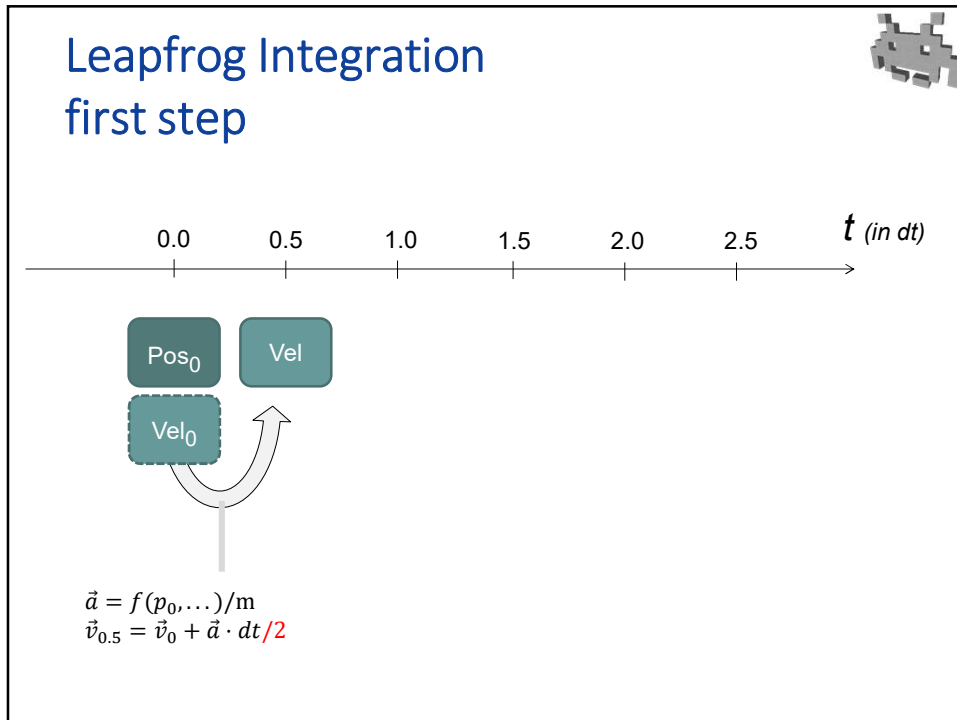 Leapfrog Integration
first step
0.0 0.5 1.0 1.5 2.0 2.5 t (in dt)
Pos₀ Vel
Vel₀
a⃗ = f(p₀,...)/m
v⃗₀.₅ = v⃗₀ + a⃗ · dt/2